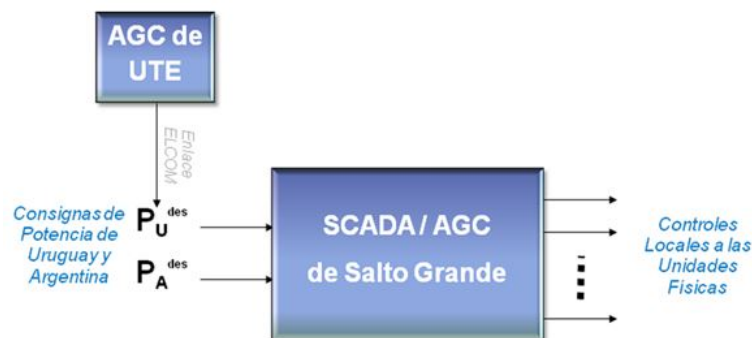 AGC de
UTE
Enlace
ELCOM
Consignas de
Potencia de
Uruguay y
Argentina
P_U^des
P_A^des
SCADA / AGC
de Salto Grande
Controles
Locales a las
Unidades
Físicas